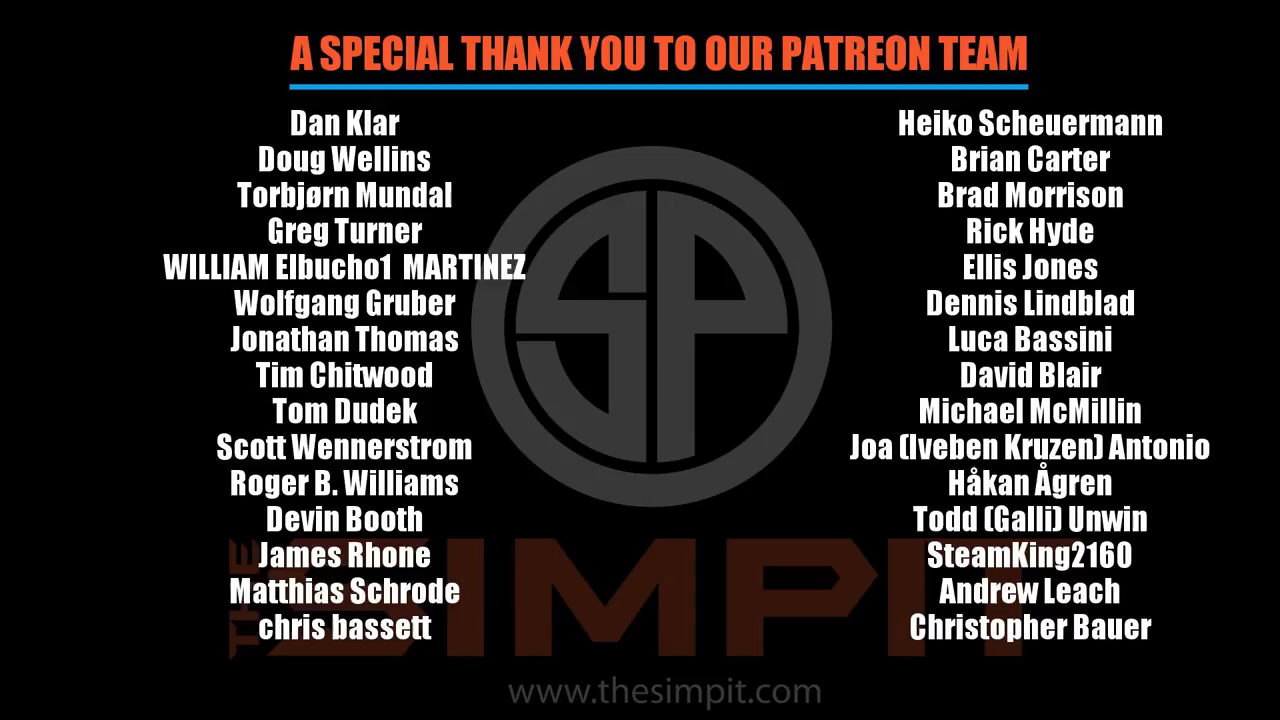 A SPECIAL THANK YOU TO OUR PATREON TEAM
Dan Klar
Doug Wellins
Torbjørn Mundal
Greg Turner
WILLIAM Elbucho1  MARTINEZ
Wolfgang Gruber
Jonathan Thomas
Tim Chitwood
Tom Dudek
Scott Wennerstrom
Roger B. Williams
Devin Booth
James Rhone
Matthias Schrode
chris bassett
Heiko Scheuermann
Brian Carter
Brad Morrison
Rick Hyde
Ellis Jones
Dennis Lindblad
Luca Bassini
David Blair
Michael McMillin
Joa (Iveben Kruzen) Antonio
Håkan Ågren
Todd (Galli) Unwin
SteamKing2160
Andrew Leach
Christopher Bauer
SP
THE SIMPIT
www.thesimpit.com